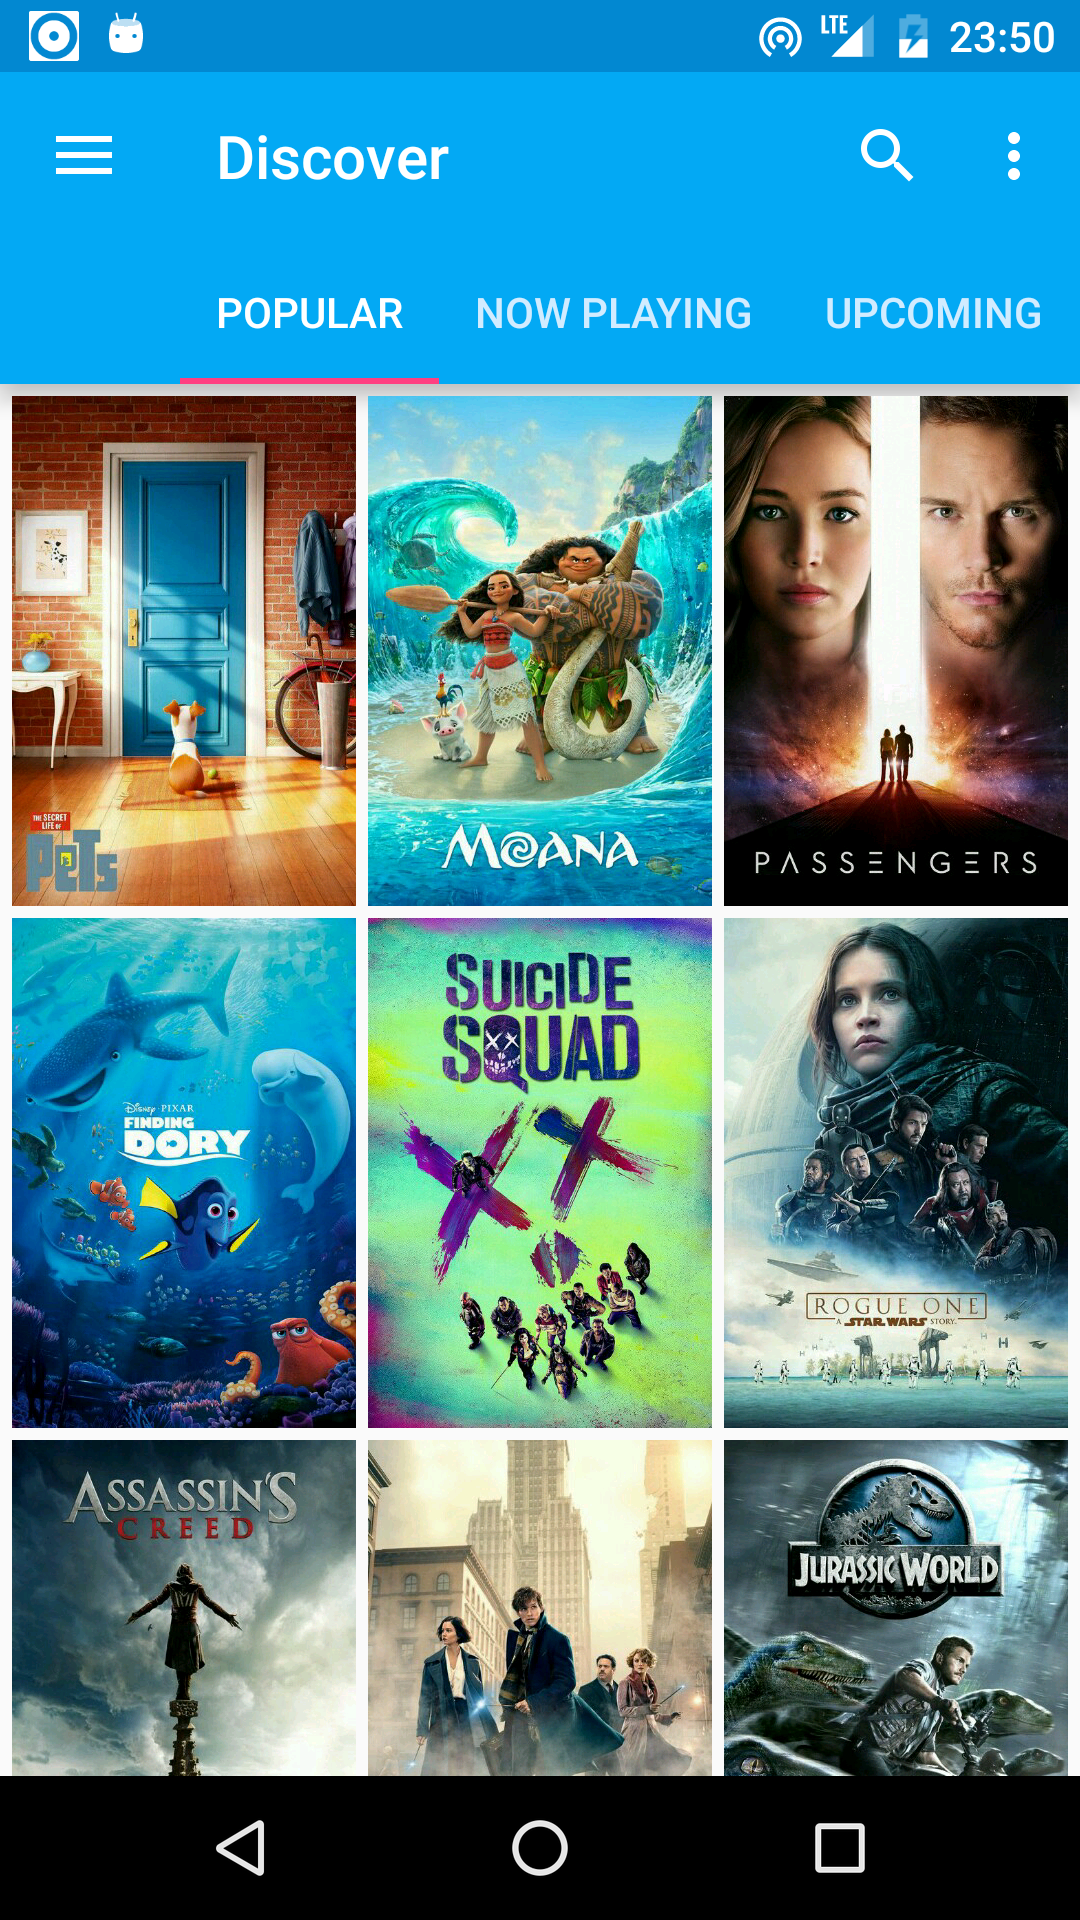 LTE 23:50
Discover
POPULAR NOW PLAYING UPCOMING
THE SECRET
LIFE OF
PETS
MOANA
PASSENGERS
Disney · PIXAR
FINDING
DORY
SUICIDE
SQUAD
ROGUE ONE
A STAR WARS STORY
ASSASSIN'S
CREED
JURASSIC WORLD